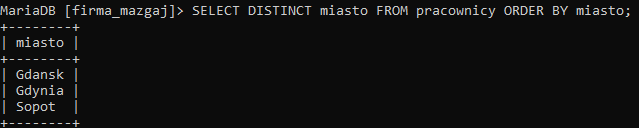 MariaDB [firma_mazgaj]> SELECT DISTINCT miasto FROM pracownicy ORDER BY miasto;
+--------+
| miasto |
+--------+
| Gdansk |
| Gdynia |
| Sopot  |
+--------+